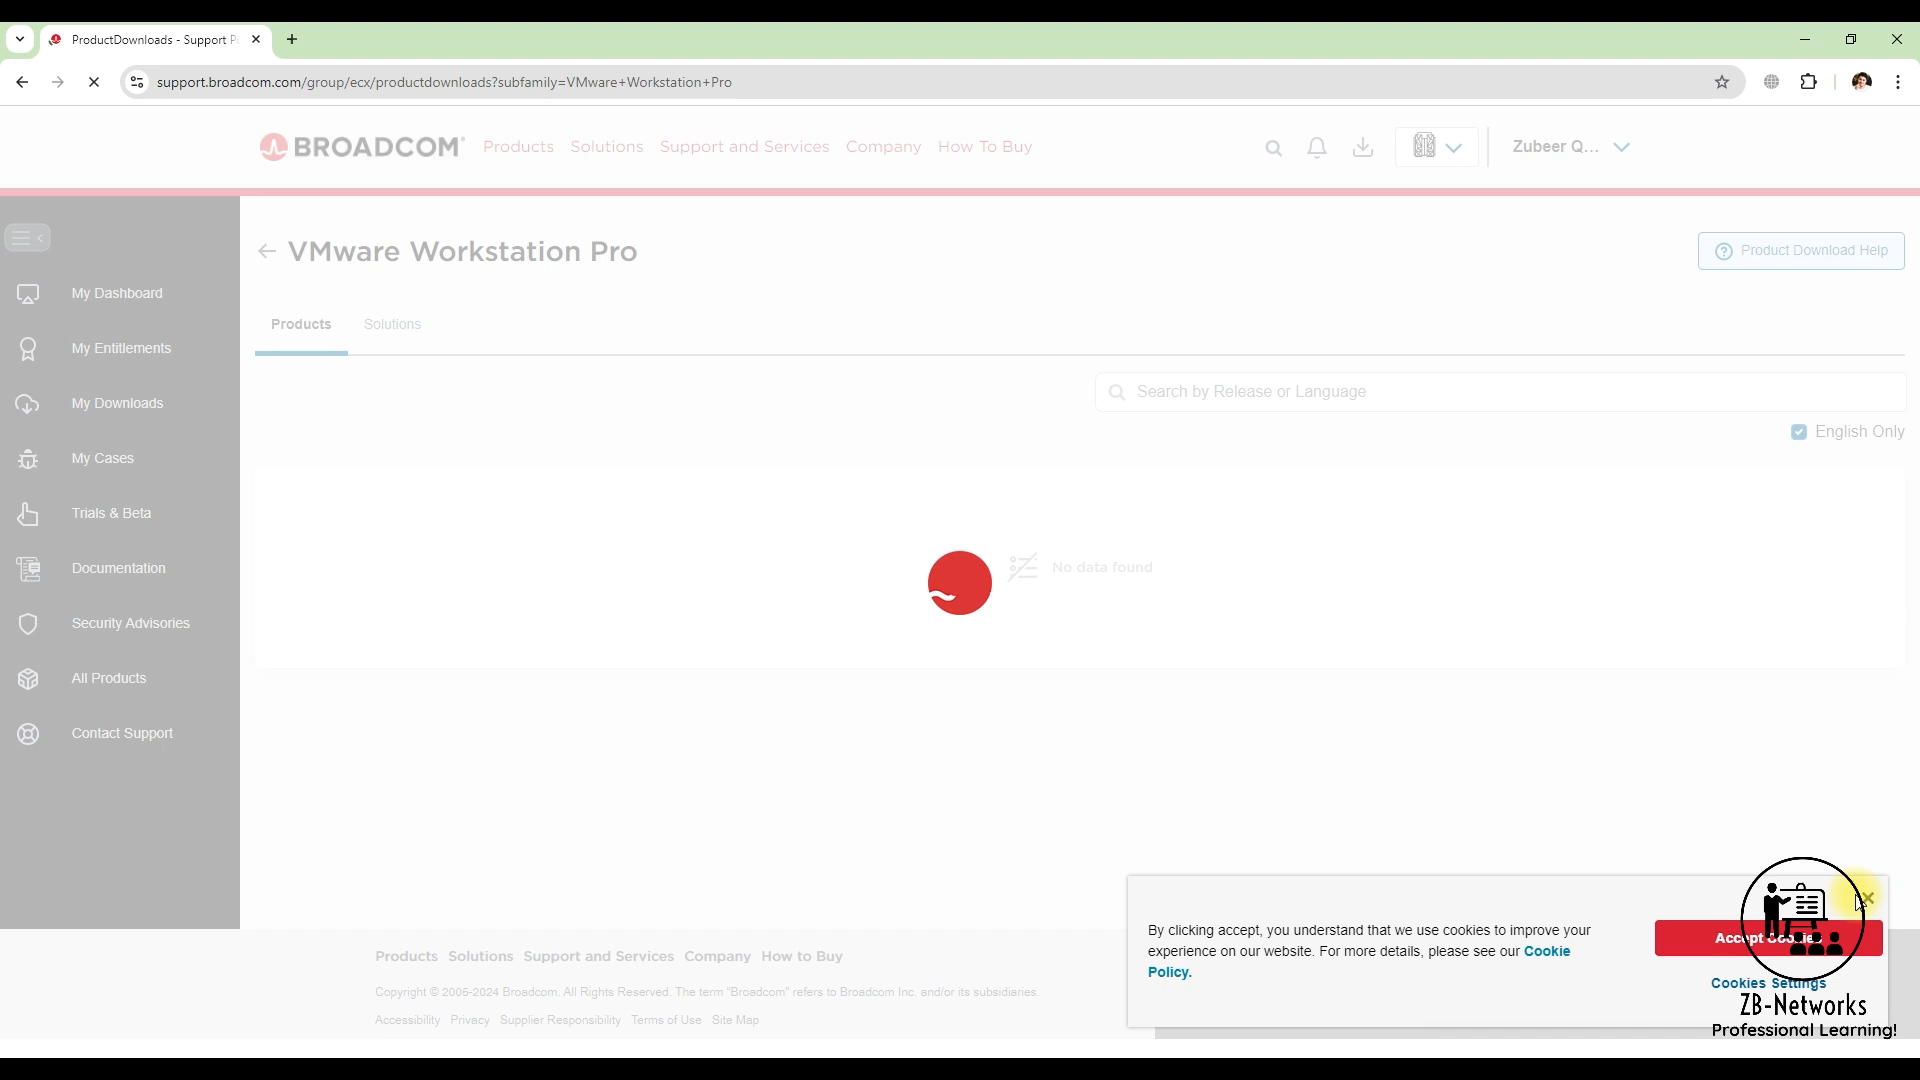 ProductDownloads - Support P
support.broadcom.com/group/ecx/productdownloads?subfamily=VMware+Workstation+Pro
BROADCOM Products Solutions Support and Services Company How To Buy Zubeer Q...
VMware Workstation Pro
Product Download Help
My Dashboard
Products Solutions
My Entitlements
Search by Release or Language
My Downloads
English Only
My Cases
Trials & Beta
No data found
Documentation
Security Advisories
All Products
Contact Support
By clicking accept, you understand that we use cookies to improve your
experience on our website. For more details, please see our Cookie
Policy.
Accept Cookies
Cookies Settings
Products Solutions Support and Services Company How to Buy
Copyright © 2005-2024 Broadcom. All Rights Reserved. The term "Broadcom" refers to Broadcom Inc. and/or its subsidiaries.
Accessibility Privacy Supplier Responsibility Terms of Use Site Map
ZB-Networks
Professional Learning!